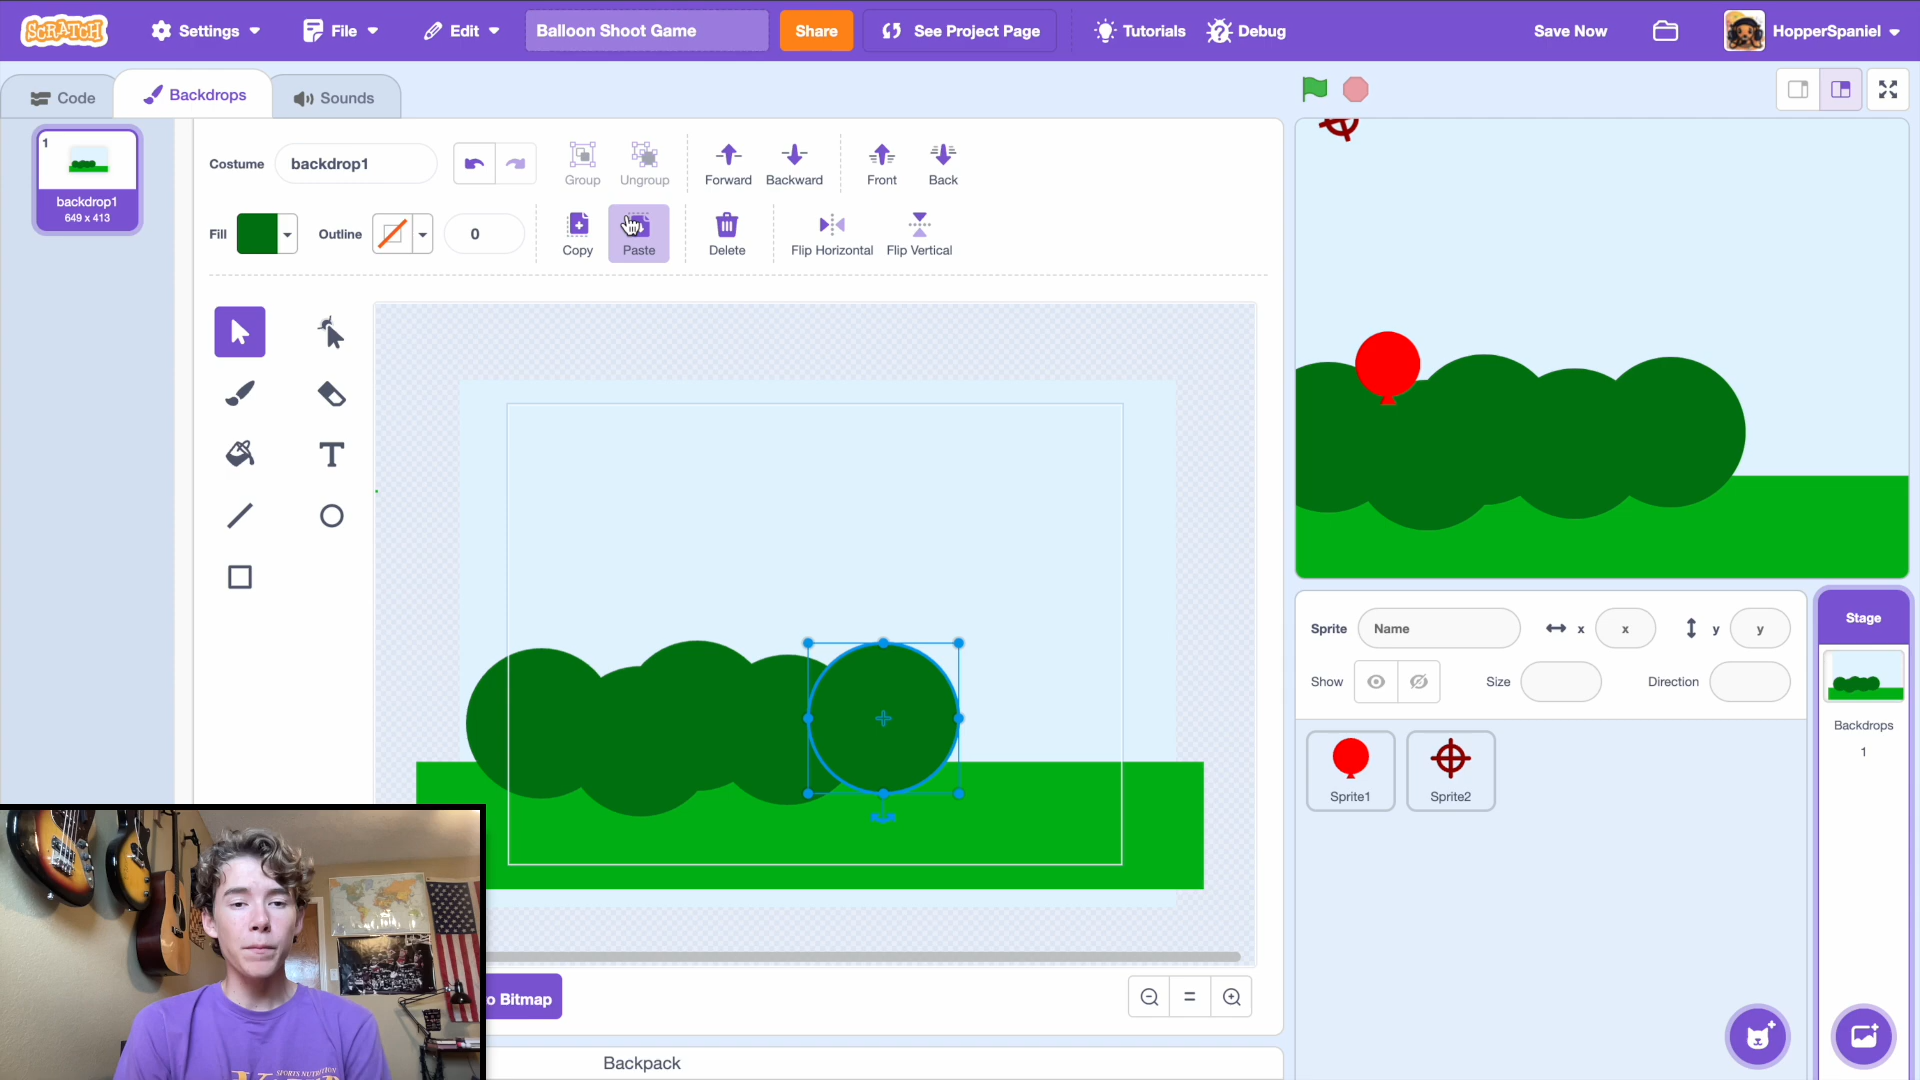 SCRATCH
Settings
File
Edit
Balloon Shoot Game
Share
See Project Page
Tutorials
Debug
Save Now
HopperSpaniel
Code
Backdrops
Sounds
1
backdrop1
649 x 413
Costume
backdrop1
Group
Ungroup
Forward
Backward
Front
Back
Fill
Outline
0
Copy
Paste
Delete
Flip Horizontal
Flip Vertical
T
o Bitmap
Backpack
Sprite
Name
x
x
y
y
Show
Size
Direction
Sprite1
Sprite2
Stage
Backdrops
1
SPORTS NUTRITION